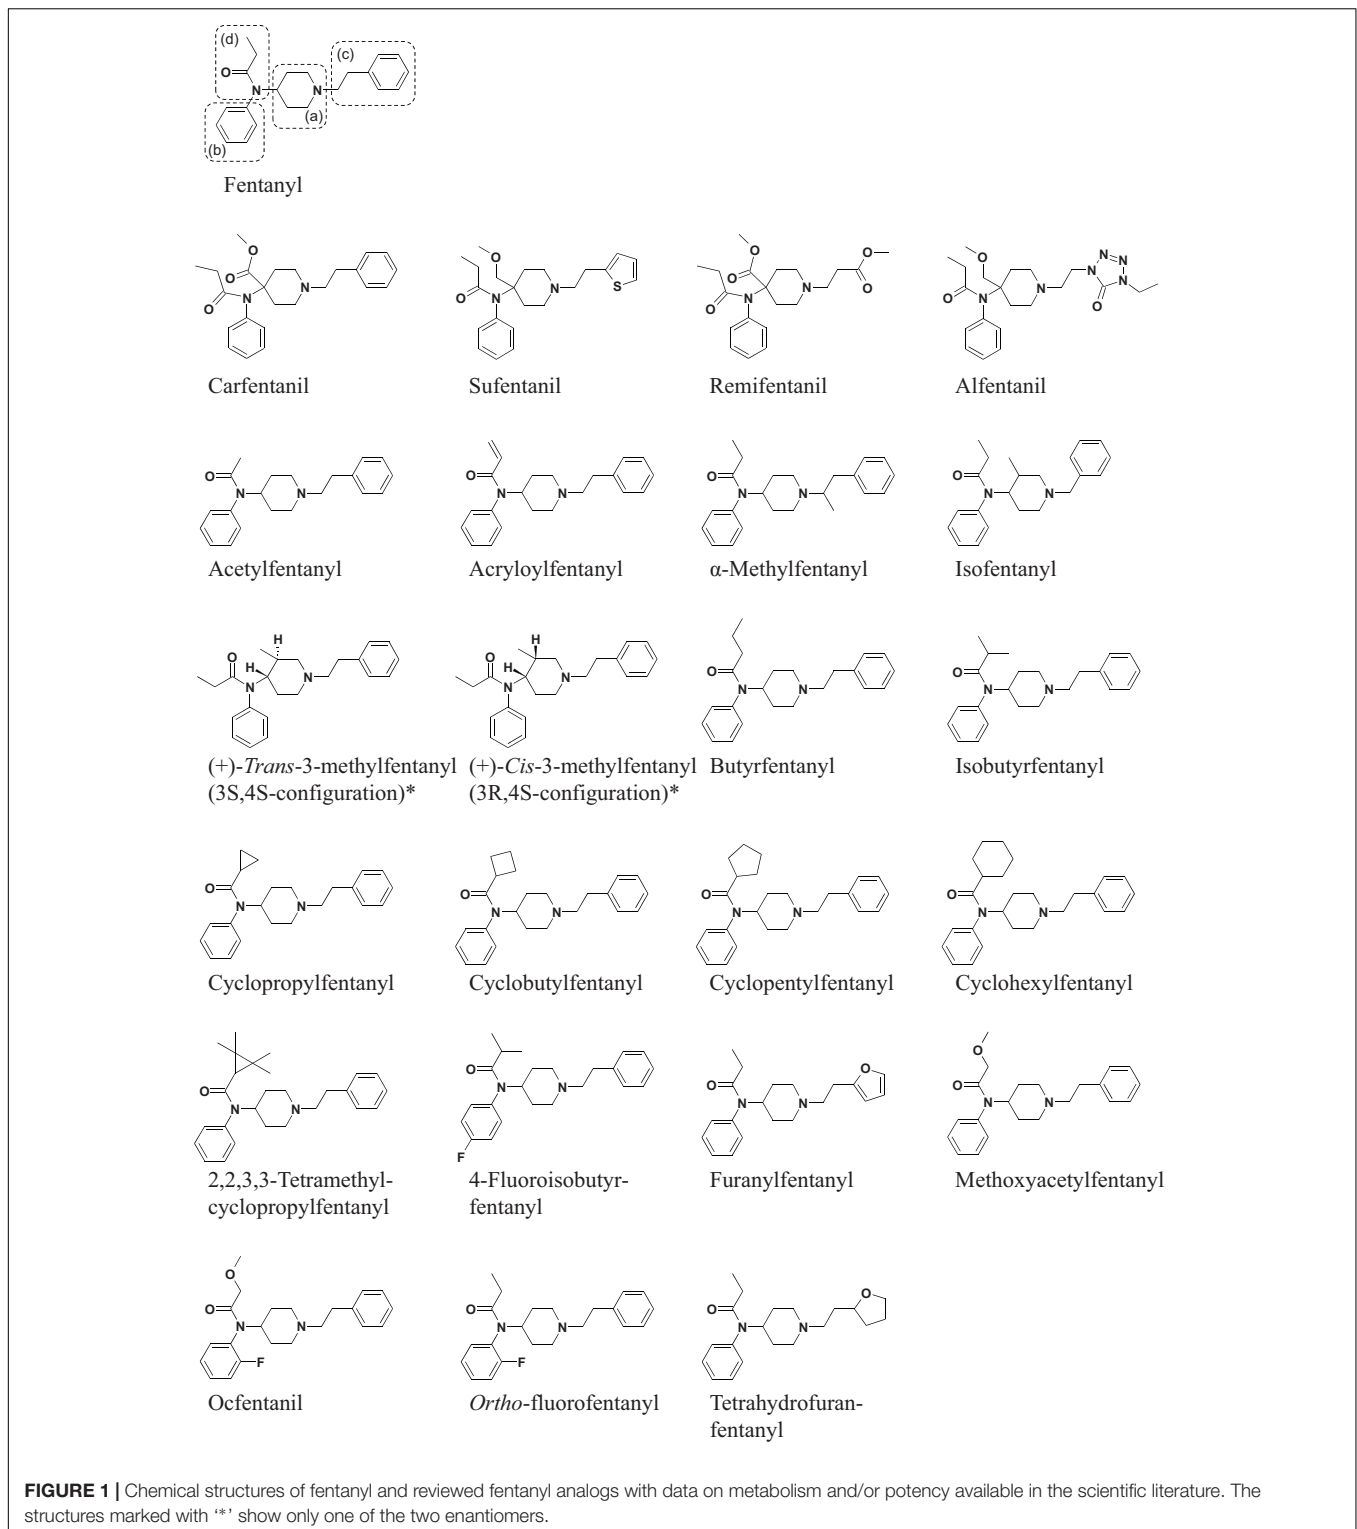 (d)
(c)
O
N
N
(a)
(b)
Fentanyl
O
O
N
N
O
Carfentanil
O
O
N
N
S
Sufentanil
O
O
N
N
O
O
O
Remifentanil
O
O
N
N
N
N
N
N
O
Alfentanil
O
N
N
Acetylfentanyl
O
N
N
Acryloylfentanyl
O
N
N
α-Methylfentanyl
O
N
N
Isofentanyl
H
O
H
N
N
(+)-Trans-3-methylfentanyl
(3S,4S-configuration)*
H
O
H
N
N
(+)-Cis-3-methylfentanyl
(3R,4S-configuration)*
O
N
N
Butyrfentanyl
O
N
N
Isobutyrfentanyl
O
N
N
Cyclopropylfentanyl
O
N
N
Cyclobutylfentanyl
O
N
N
Cyclopentylfentanyl
O
N
N
Cyclohexylfentanyl
O
N
N
2,2,3,3-Tetramethyl-
cyclopropylfentanyl
O
N
N
F
4-Fluoroisobutyr-
fentanyl
O
O
N
N
Furanylfentanyl
O
O
N
N
Methoxyacetylfentanyl
O
O
N
N
F
Ocfentanil
O
N
N
F
Ortho-fluorofentanyl
O
O
N
N
Tetrahydrofuran-
fentanyl
FIGURE 1 | Chemical structures of fentanyl and reviewed fentanyl analogs with data on metabolism and/or potency available in the scientific literature. The
structures marked with ‘*’ show only one of the two enantiomers.